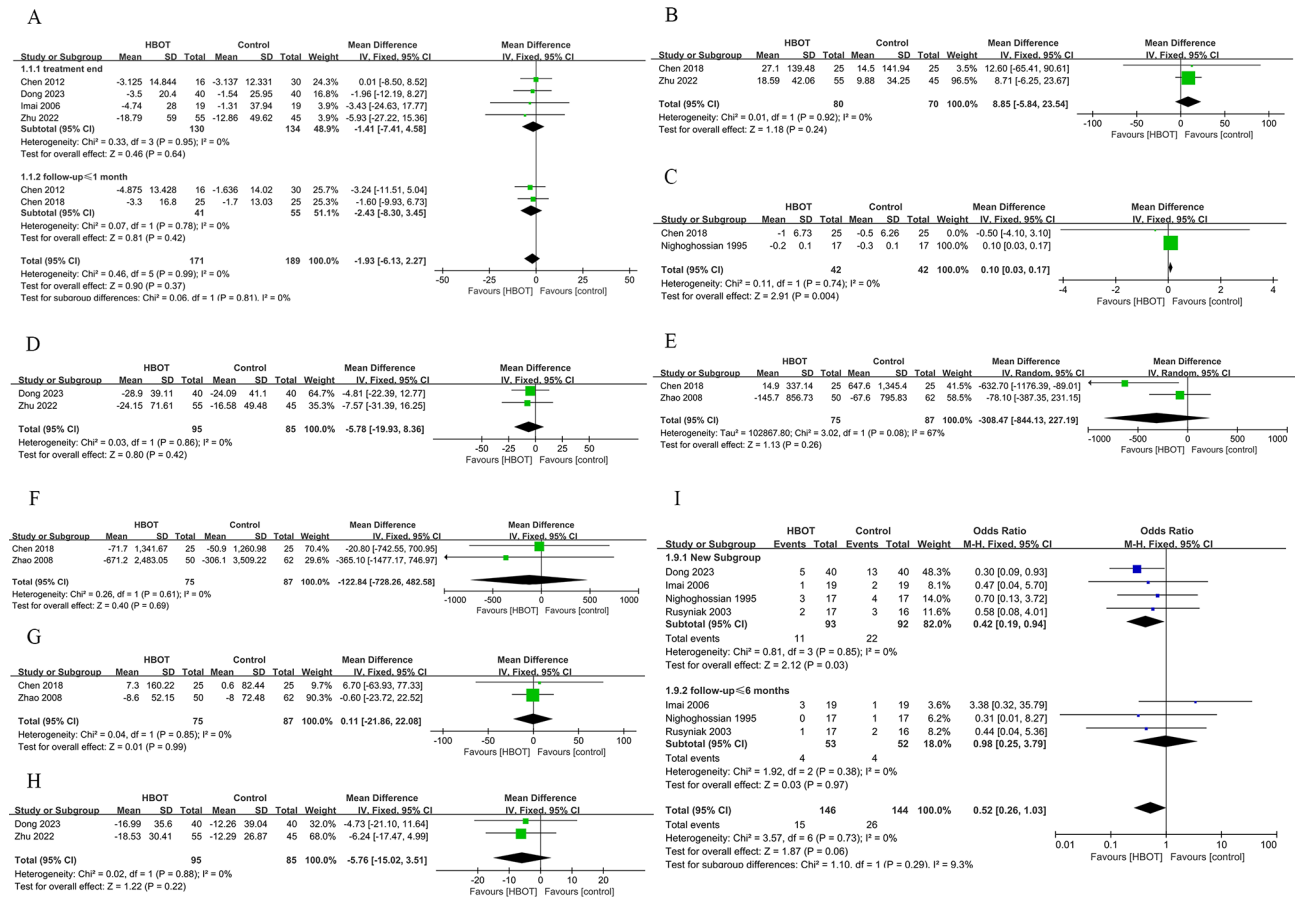 A
HBOT Control Mean Difference Mean Difference
Study or Subgroup Mean SD Total Mean SD Total Weight IV. Fixed. 95% CI IV. Fixed. 95% CI
1.1.1 treatment end
Chen 2012 -3.125 14.844 16 -3.137 12.331 30 24.3% 0.01 [-8.50, 8.52]
Dong 2023 -3.5 20.4 40 -1.54 25.95 40 16.8% -1.96 [-12.19, 8.27]
Imai 2006 -4.74 28 19 -1.31 37.94 19 3.9% -3.43 [-24.63, 17.77]
Zhu 2022 -18.79 59 55 -12.86 49.62 45 3.9% -5.93 [-27.22, 15.36]
Subtotal (95% CI) 130 134 48.9% -1.41 [-7.41, 4.58]
Heterogeneity: Chi² = 0.33, df = 3 (P = 0.95); I² = 0%
Test for overall effect: Z = 0.46 (P = 0.64)
1.1.2 follow-up≤1 month
Chen 2012 -4.875 13.428 16 -1.636 14.02 30 25.7% -3.24 [-11.51, 5.04]
Chen 2018 -3.3 16.8 25 -1.7 13.03 25 25.3% -1.60 [-9.93, 6.73]
Subtotal (95% CI) 41 55 51.1% -2.43 [-8.30, 3.45]
Heterogeneity: Chi² = 0.07, df = 1 (P = 0.78); I² = 0%
Test for overall effect: Z = 0.81 (P = 0.42)
Total (95% CI) 171 189 100.0% -1.93 [-6.13, 2.27]
Heterogeneity: Chi² = 0.46, df = 5 (P = 0.99); I² = 0%
Test for overall effect: Z = 0.90 (P = 0.37)
Test for subgroup differences: Chi² = 0.06. df = 1 (P = 0.81). I² = 0%
-50 -25 0 25 50
Favours [HBOT] Favours [control]
B
HBOT Control Mean Difference Mean Difference
Study or Subgroup Mean SD Total Mean SD Total Weight IV. Fixed. 95% CI IV. Fixed. 95% CI
Chen 2018 27.1 139.48 25 14.5 141.94 25 3.5% 12.60 [-65.41, 90.61]
Zhu 2022 18.59 42.06 55 9.88 34.25 45 96.5% 8.71 [-6.25, 23.67]
Total (95% CI) 80 70 100.0% 8.85 [-5.84, 23.54]
Heterogeneity: Chi² = 0.01, df = 1 (P = 0.92); I² = 0%
Test for overall effect: Z = 1.18 (P = 0.24)
-100 -50 0 50 100
Favours [HBOT] Favours [control]
C
HBOT Control Mean Difference Mean Difference
Study or Subgroup Mean SD Total Mean SD Total Weight IV. Fixed. 95% CI IV. Fixed. 95% CI
Chen 2018 -1 6.73 25 -0.5 6.26 25 0.0% -0.50 [-4.10, 3.10]
Nighoghossian 1995 -0.2 0.1 17 -0.3 0.1 17 100.0% 0.10 [0.03, 0.17]
Total (95% CI) 42 42 100.0% 0.10 [0.03, 0.17]
Heterogeneity: Chi² = 0.11, df = 1 (P = 0.74); I² = 0%
Test for overall effect: Z = 2.91 (P = 0.004)
-4 -2 0 2 4
Favours [HBOT] Favours [control]
D
HBOT Control Mean Difference Mean Difference
Study or Subgroup Mean SD Total Mean SD Total Weight IV. Fixed. 95% CI IV. Fixed. 95% CI
Dong 2023 -28.9 39.11 40 -24.09 41.1 40 64.7% -4.81 [-22.39, 12.77]
Zhu 2022 -24.15 71.61 55 -16.58 49.48 45 35.3% -7.57 [-31.39, 16.25]
Total (95% CI) 95 85 100.0% -5.78 [-19.93, 8.36]
Heterogeneity: Chi² = 0.03, df = 1 (P = 0.86); I² = 0%
Test for overall effect: Z = 0.80 (P = 0.42)
-50 -25 0 25 50
Favours [HBOT] Favours [control]
E
HBOT Control Mean Difference Mean Difference
Study or Subgroup Mean SD Total Mean SD Total Weight IV. Random. 95% CI IV. Random. 95% CI
Chen 2018 14.9 337.14 25 647.6 1,345.4 25 41.5% -632.70 [-1176.39, -89.01]
Zhao 2008 -145.7 856.73 50 -67.6 795.83 62 58.5% -78.10 [-387.35, 231.15]
Total (95% CI) 75 87 100.0% -308.47 [-844.13, 227.19]
Heterogeneity: Tau² = 102867.80; Chi² = 3.02, df = 1 (P = 0.08); I² = 67%
Test for overall effect: Z = 1.13 (P = 0.26)
-1000 -500 0 500 1000
Favours [HBOT] Favours [control]
F
HBOT Control Mean Difference Mean Difference
Study or Subgroup Mean SD Total Mean SD Total Weight IV. Fixed. 95% CI IV. Fixed. 95% CI
Chen 2018 -71.7 1,341.67 25 -50.9 1,260.98 25 70.4% -20.80 [-742.55, 700.95]
Zhao 2008 -671.2 2,483.05 50 -306.1 3,509.22 62 29.6% -365.10 [-1477.17, 746.97]
Total (95% CI) 75 87 100.0% -122.84 [-728.26, 482.58]
Heterogeneity: Chi² = 0.26, df = 1 (P = 0.61); I² = 0%
Test for overall effect: Z = 0.40 (P = 0.69)
-1000 -500 0 500 1000
Favours [HBOT] Favours [control]
G
HBOT Control Mean Difference Mean Difference
Study or Subgroup Mean SD Total Mean SD Total Weight IV. Fixed. 95% CI IV. Fixed. 95% CI
Chen 2018 7.3 160.22 25 0.6 82.44 25 9.7% 6.70 [-63.93, 77.33]
Zhao 2008 -8.6 52.15 50 -8 72.48 62 90.3% -0.60 [-23.72, 22.52]
Total (95% CI) 75 87 100.0% 0.11 [-21.86, 22.08]
Heterogeneity: Chi² = 0.04, df = 1 (P = 0.85); I² = 0%
Test for overall effect: Z = 0.01 (P = 0.99)
-100 -50 0 50 100
Favours [HBOT] Favours [control]
H
HBOT Control Mean Difference Mean Difference
Study or Subgroup Mean SD Total Mean SD Total Weight IV. Fixed. 95% CI IV. Fixed. 95% CI
Dong 2023 -16.99 35.6 40 -12.26 39.04 40 32.0% -4.73 [-21.10, 11.64]
Zhu 2022 -18.53 30.41 55 -12.29 26.87 45 68.0% -6.24 [-17.47, 4.99]
Total (95% CI) 95 85 100.0% -5.76 [-15.02, 3.51]
Heterogeneity: Chi² = 0.02, df = 1 (P = 0.88); I² = 0%
Test for overall effect: Z = 1.22 (P = 0.22)
-20 -10 0 10 20
Favours [HBOT] Favours [control]
I
HBOT Control Odds Ratio Odds Ratio
Study or Subgroup Events Total Events Total Weight M-H. Fixed. 95% CI M-H. Fixed. 95% CI
1.9.1 New Subgroup
Dong 2023 5 40 13 40 48.3% 0.30 [0.09, 0.93]
Imai 2006 1 19 2 19 8.1% 0.47 [0.04, 5.70]
Nighoghossian 1995 3 17 4 17 14.0% 0.70 [0.13, 3.72]
Rusyniak 2003 2 17 3 16 11.6% 0.58 [0.08, 4.01]
Subtotal (95% CI) 93 92 82.0% 0.42 [0.19, 0.94]
Total events 11 22
Heterogeneity: Chi² = 0.81, df = 3 (P = 0.85); I² = 0%
Test for overall effect: Z = 2.12 (P = 0.03)
1.9.2 follow-up≤6 months
Imai 2006 3 19 1 19 3.6% 3.38 [0.32, 35.79]
Nighoghossian 1995 0 17 1 17 6.2% 0.31 [0.01, 8.27]
Rusyniak 2003 1 17 2 16 8.2% 0.44 [0.04, 5.36]
Subtotal (95% CI) 53 52 18.0% 0.98 [0.25, 3.79]
Total events 4 4
Heterogeneity: Chi² = 1.92, df = 2 (P = 0.38); I² = 0%
Test for overall effect: Z = 0.03 (P = 0.97)
Total (95% CI) 146 144 100.0% 0.52 [0.26, 1.03]
Total events 15 26
Heterogeneity: Chi² = 3.57, df = 6 (P = 0.73); I² = 0%
Test for overall effect: Z = 1.87 (P = 0.06)
Test for subgroup differences: Chi² = 1.10. df = 1 (P = 0.29). I² = 9.3%
0.01 0.1 1 10 100
Favours [HBOT] Favours [control]